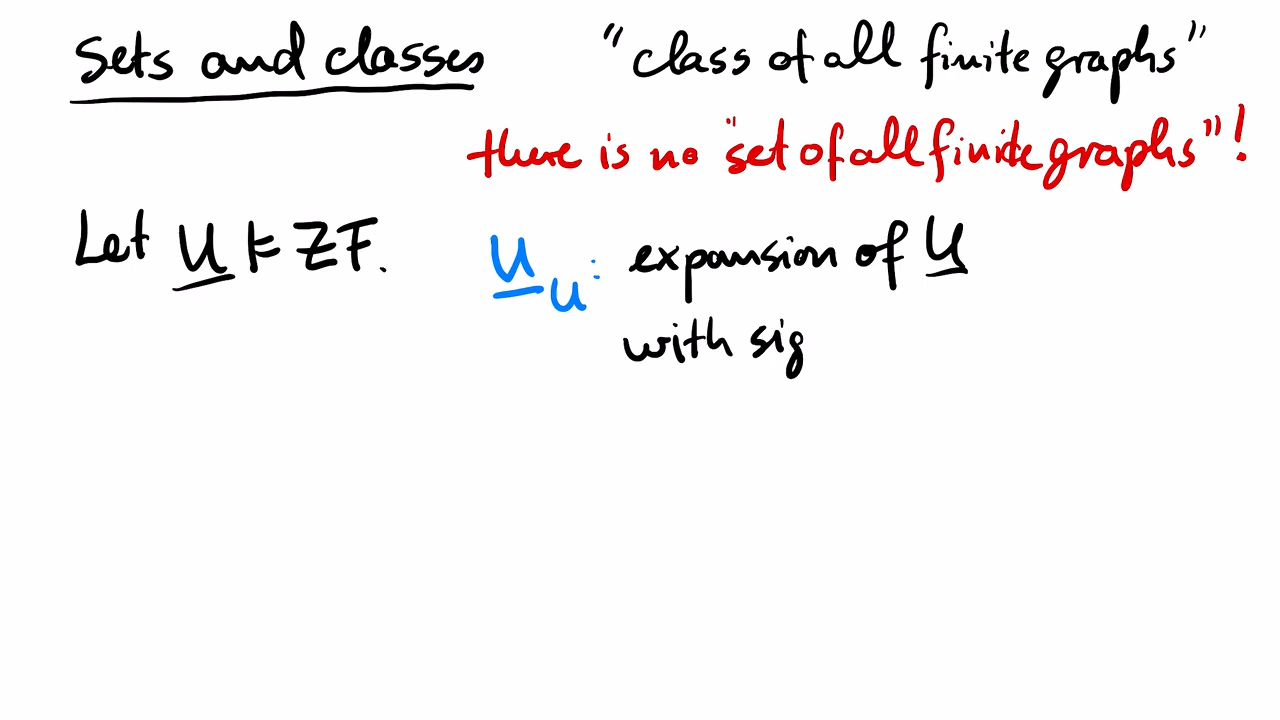 Sets and classes "class of all finite graphs"
there is no "set of all finite graphs"!
Let U ⊨ ZF. U_U: expansion of U
with sig